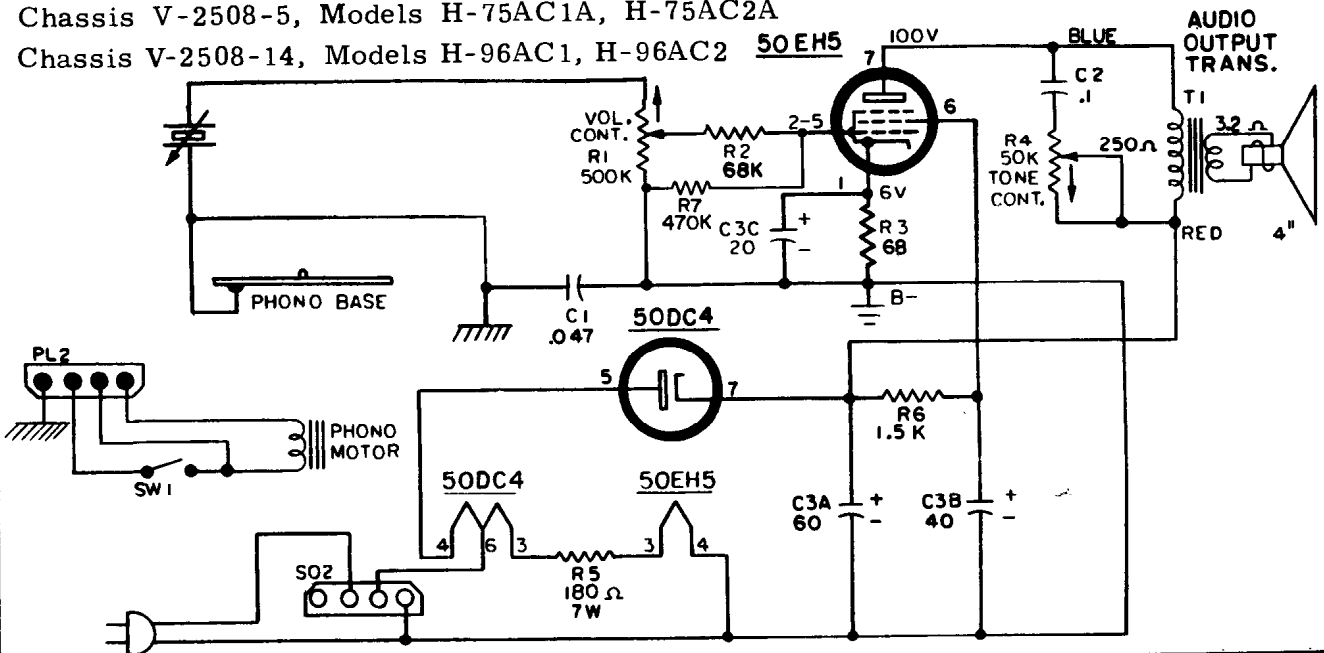 Chassis V-2508-5, Models H-75AC1A, H-75AC2A
Chassis V-2508-14, Models H-96AC1, H-96AC2
50EH5
7
100V
BLUE
AUDIO
OUTPUT
TRANS.
C2
.1
T1
6
VOL.
CONT.
R1
500K
R2
68K
2-5
R4
50K
TONE
CONT.
250Ω
3.2 Ω
R7
470K
1
6V
C3C
20
+
-
R3
68
RED
4"
PHONO BASE
C1
.047
B-
50DC4
5
7
PL2
PHONO
MOTOR
SW1
R6
1.5 K
50DC4
50EH5
C3A
60
+
-
C3B
40
+
-
4
6
3
R5
180 Ω
7W
3
4
SO2